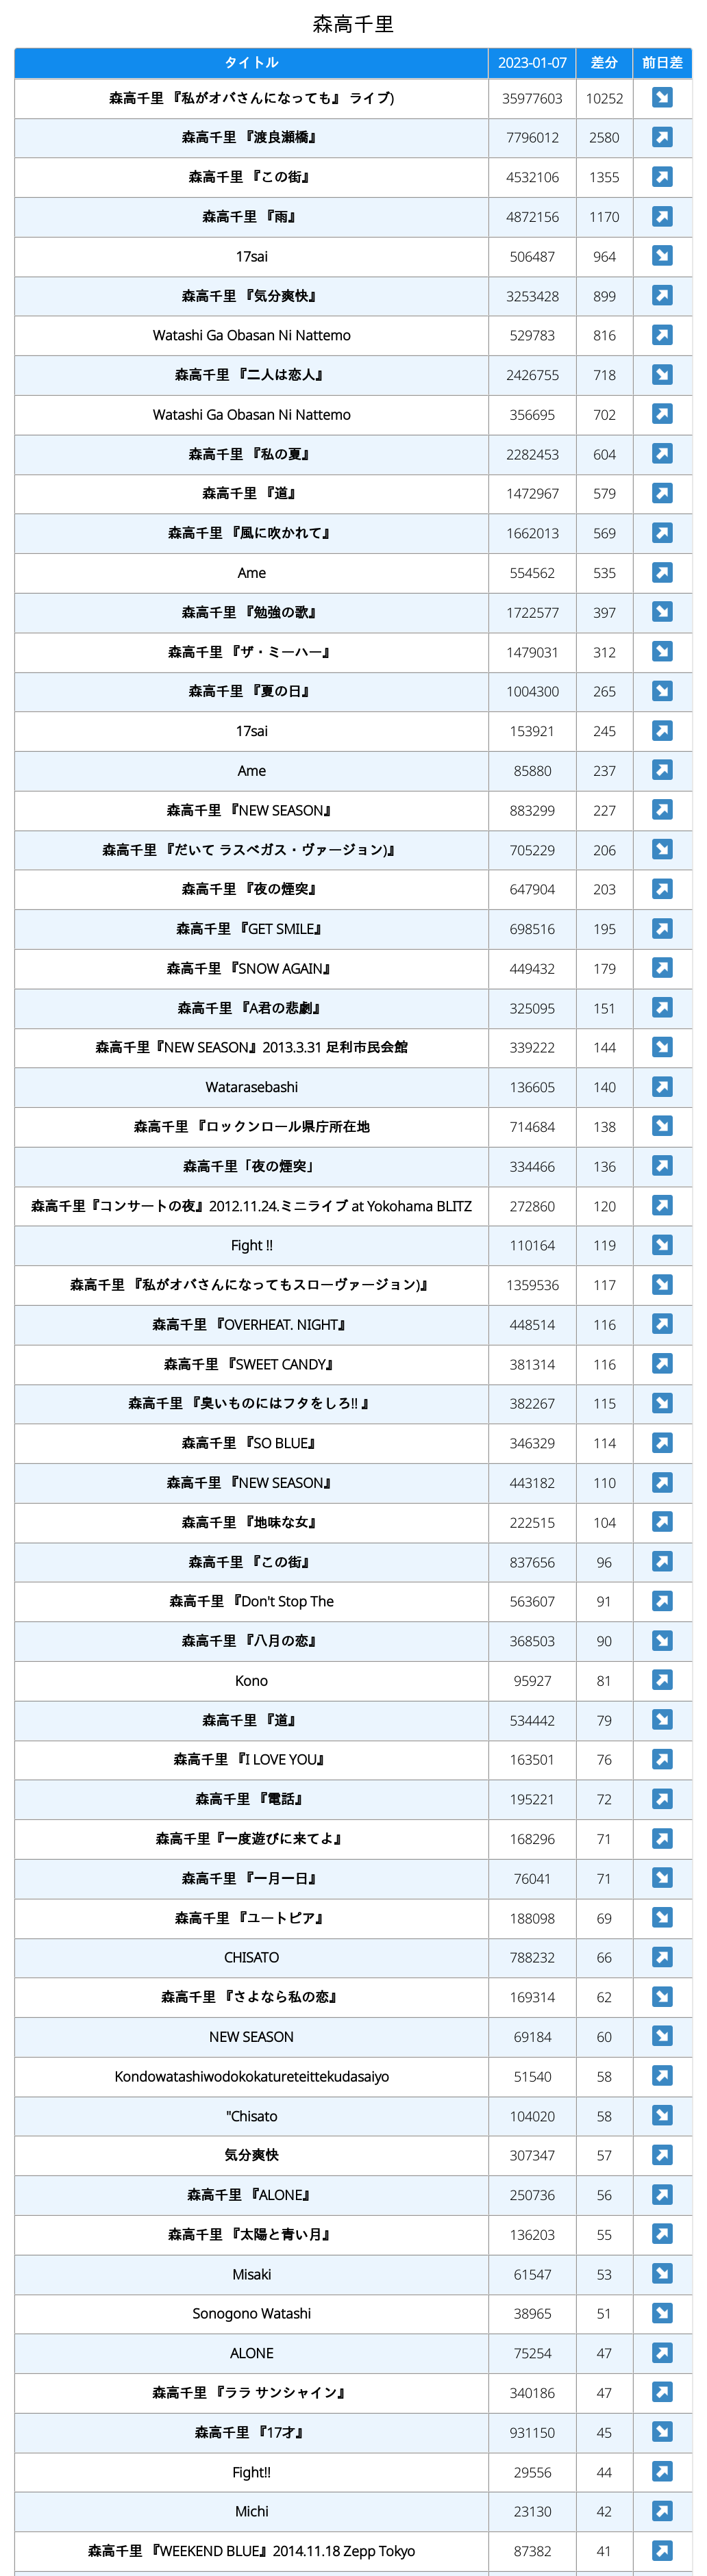 森高千里
タイトル 2023-01-07 差分 前日差
森高千里 『私がオバさんになっても』 ライブ) 35977603 10252
森高千里 『渡良瀬橋』 7796012 2580
森高千里 『この街』 4532106 1355
森高千里 『雨』 4872156 1170
17sai 506487 964
森高千里 『気分爽快』 3253428 899
Watashi Ga Obasan Ni Nattemo 529783 816
森高千里 『二人は恋人』 2426755 718
Watashi Ga Obasan Ni Nattemo 356695 702
森高千里 『私の夏』 2282453 604
森高千里 『道』 1472967 579
森高千里 『風に吹かれて』 1662013 569
Ame 554562 535
森高千里 『勉強の歌』 1722577 397
森高千里 『ザ・ミーハー』 1479031 312
森高千里 『夏の日』 1004300 265
17sai 153921 245
Ame 85880 237
森高千里 『NEW SEASON』 883299 227
森高千里 『だいて ラスベガス・ヴァージョン)』 705229 206
森高千里 『夜の煙突』 647904 203
森高千里 『GET SMILE』 698516 195
森高千里 『SNOW AGAIN』 449432 179
森高千里 『A君の悲劇』 325095 151
森高千里『NEW SEASON』2013.3.31 足利市民会館 339222 144
Watarasebashi 136605 140
森高千里 『ロックンロール県庁所在地 714684 138
森高千里「夜の煙突」 334466 136
森高千里『コンサートの夜』2012.11.24.ミニライブ at Yokohama BLITZ 272860 120
Fight !! 110164 119
森高千里 『私がオバさんになってもスローヴァージョン)』 1359536 117
森高千里 『OVERHEAT. NIGHT』 448514 116
森高千里 『SWEET CANDY』 381314 116
森高千里 『臭いものにはフタをしろ!! 』 382267 115
森高千里 『SO BLUE』 346329 114
森高千里 『NEW SEASON』 443182 110
森高千里 『地味な女』 222515 104
森高千里 『この街』 837656 96
森高千里 『Don't Stop The 563607 91
森高千里 『八月の恋』 368503 90
Kono 95927 81
森高千里 『道』 534442 79
森高千里 『I LOVE YOU』 163501 76
森高千里 『電話』 195221 72
森高千里『一度遊びに来てよ』 168296 71
森高千里 『一月一日』 76041 71
森高千里 『ユートピア』 188098 69
CHISATO 788232 66
森高千里 『さよなら私の恋』 169314 62
NEW SEASON 69184 60
Kondowatashiwodokokatureteittekudasaiyo 51540 58
"Chisato 104020 58
気分爽快 307347 57
森高千里 『ALONE』 250736 56
森高千里 『太陽と青い月』 136203 55
Misaki 61547 53
Sonogono Watashi 38965 51
ALONE 75254 47
森高千里 『ララ サンシャイン』 340186 47
森高千里 『17才』 931150 45
Fight!! 29556 44
Michi 23130 42
森高千里 『WEEKEND BLUE』2014.11.18 Zepp Tokyo 87382 41